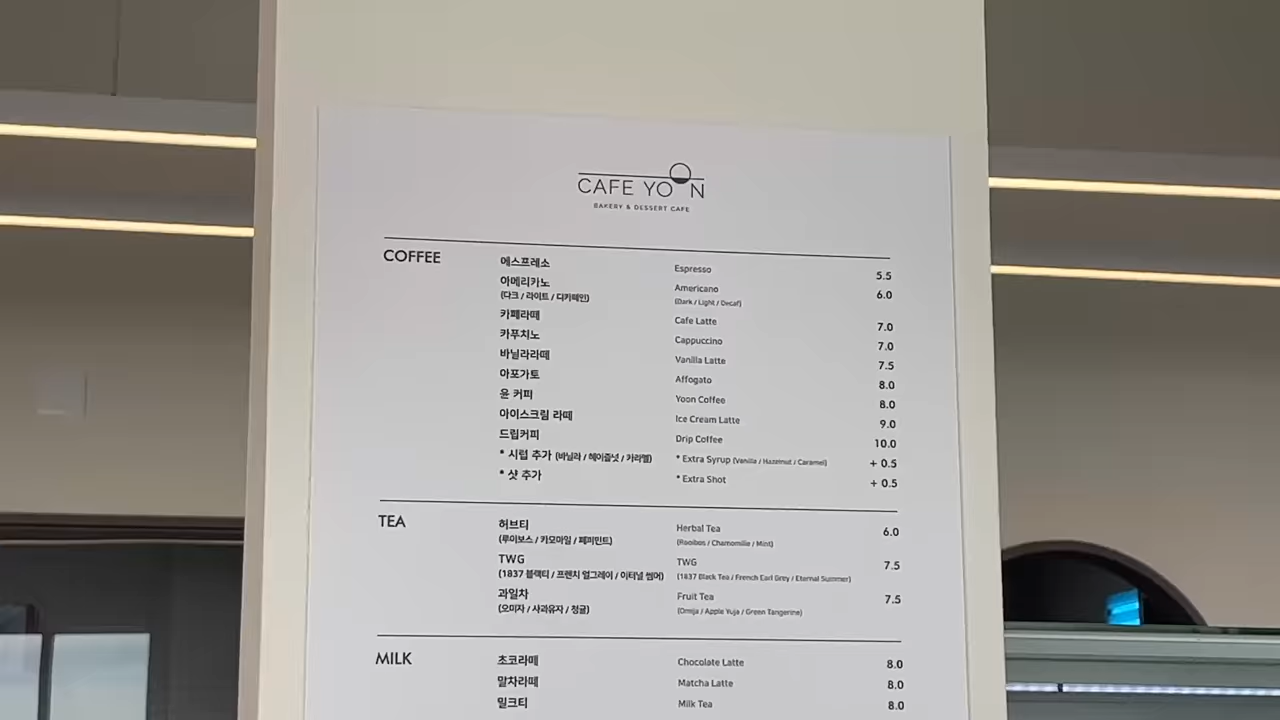 CAFE YOON
BAKERY & DESSERT CAFE
COFFEE
에스프레소 Espresso 5.5
아메리카노 Americano 6.0
(다크 / 라이트 / 디카페인) (Dark / Light / Decaf)
카페라떼 Cafe Latte 7.0
카푸치노 Cappuccino 7.0
바닐라라떼 Vanilla Latte 7.5
아포가토 Affogato 8.0
윤 커피 Yoon Coffee 8.0
아이스크림 라떼 Ice Cream Latte 9.0
드립커피 Drip Coffee 10.0
* 시럽 추가 (바닐라 / 헤이즐넛 / 카라멜) * Extra Syrup (Vanilla / Hazelnut / Caramel) + 0.5
* 샷 추가 * Extra Shot + 0.5
TEA
허브티 Herbal Tea 6.0
(루이보스 / 카모마일 / 페퍼민트) (Rooibos / Chamomille / Mint)
TWG TWG 7.5
(1837 블랙티 / 프렌치 얼그레이 / 이터널 썸머) (1837 Black Tea / French Earl Grey / Eternal Summer)
과일차 Fruit Tea 7.5
(오미자 / 사과유자 / 청귤) (Omija / Apple Yuja / Green Tangerine)
MILK
초코라떼 Chocolate Latte 8.0
말차라떼 Matcha Latte 8.0
밀크티 Milk Tea 8.0